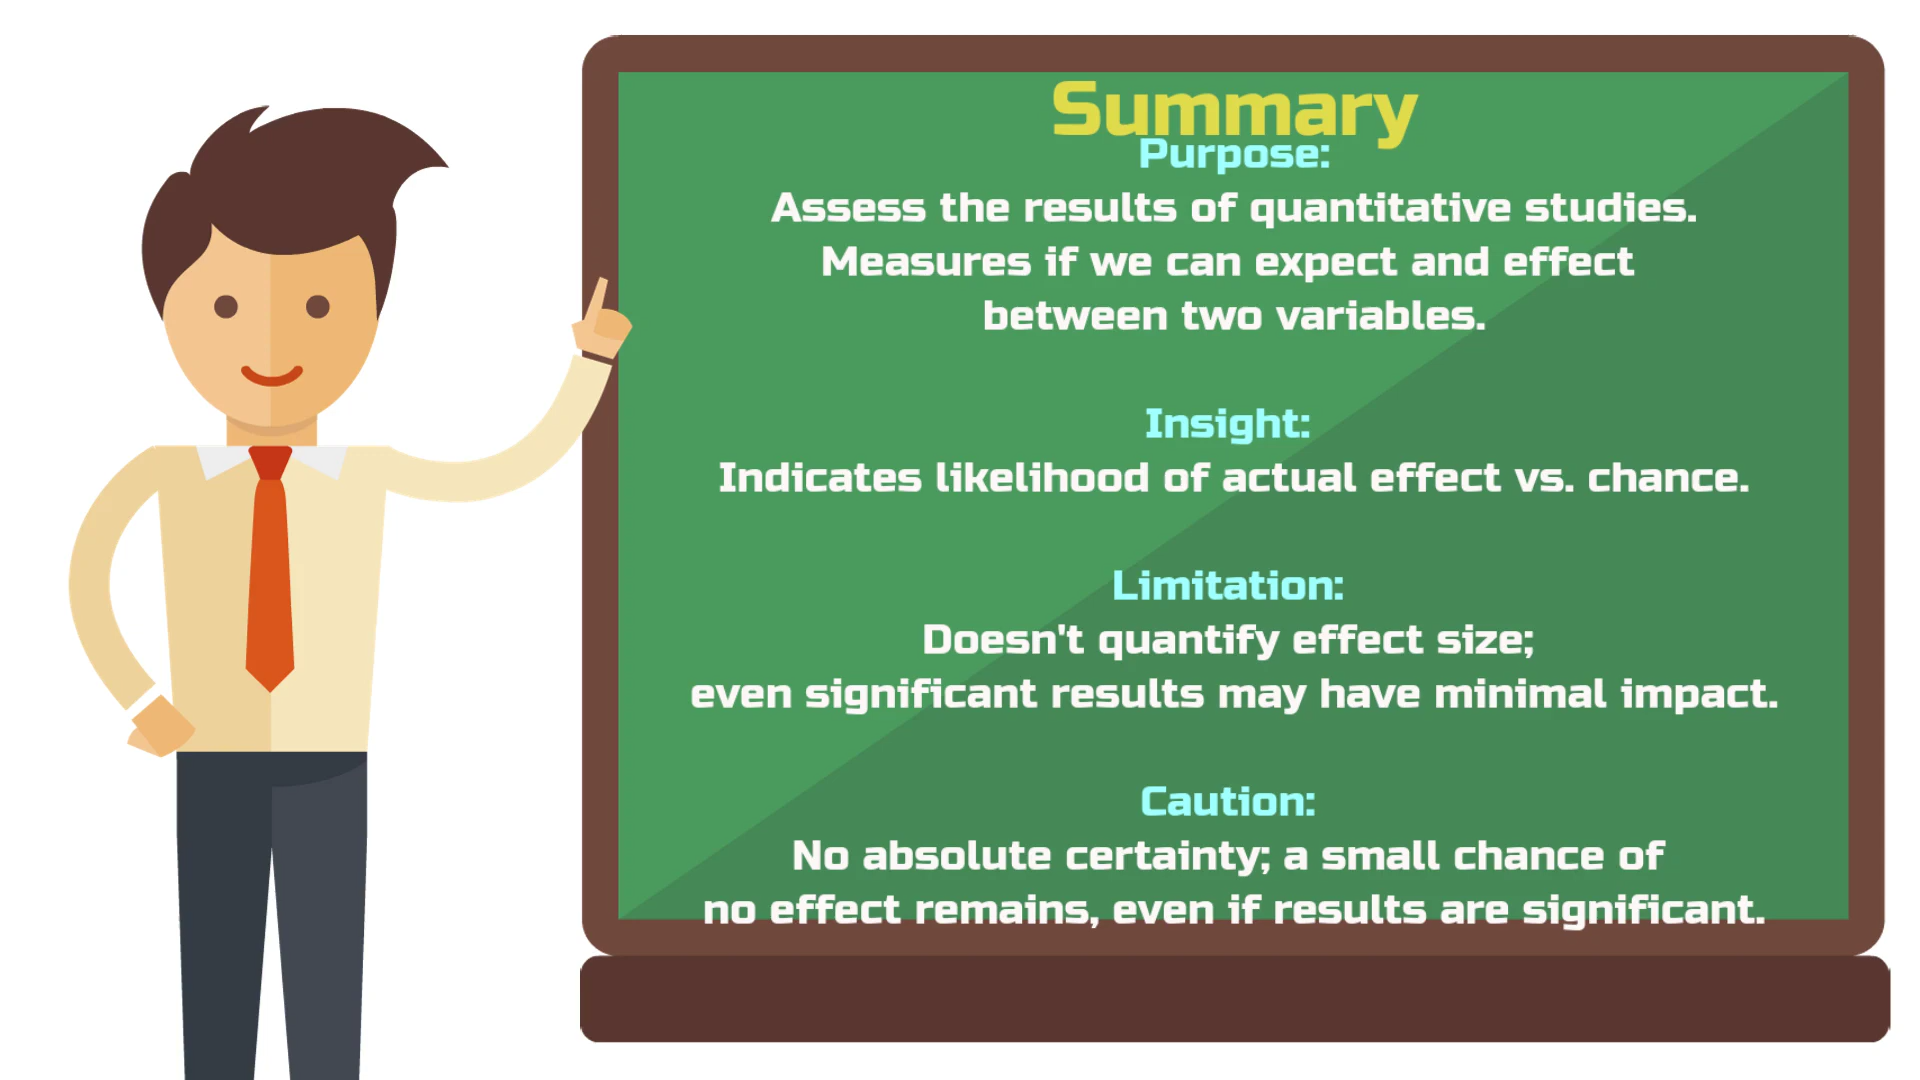 Summary
Purpose:
Assess the results of quantitative studies.
Measures if we can expect and effect
between two variables.
Insight:
Indicates likelihood of actual effect vs. chance.
Limitation:
Doesn't quantify effect size;
even significant results may have minimal impact.
Caution:
No absolute certainty; a small chance of
no effect remains, even if results are significant.